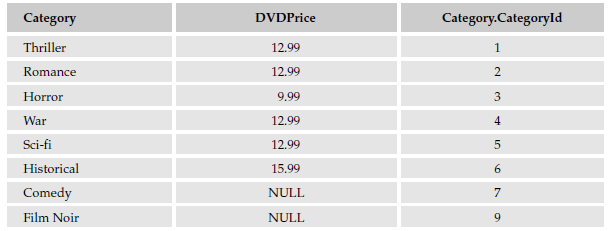 Category DVDPrice Category.CategoryId
Thriller 12.99 1
Romance 12.99 2
Horror 9.99 3
War 12.99 4
Sci-fi 12.99 5
Historical 15.99 6
Comedy NULL 7
Film Noir NULL 9